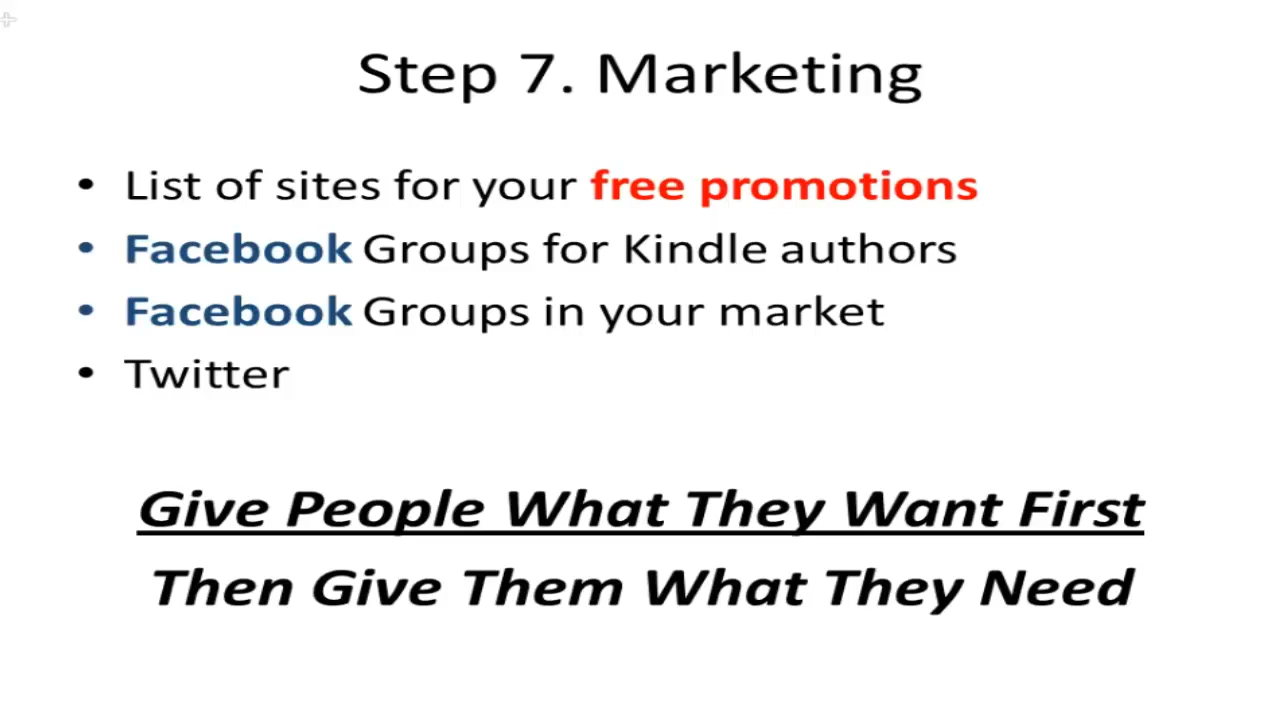 Step 7. Marketing
• List of sites for your free promotions
• Facebook Groups for Kindle authors
• Facebook Groups in your market
• Twitter
Give People What They Want First
Then Give Them What They Need